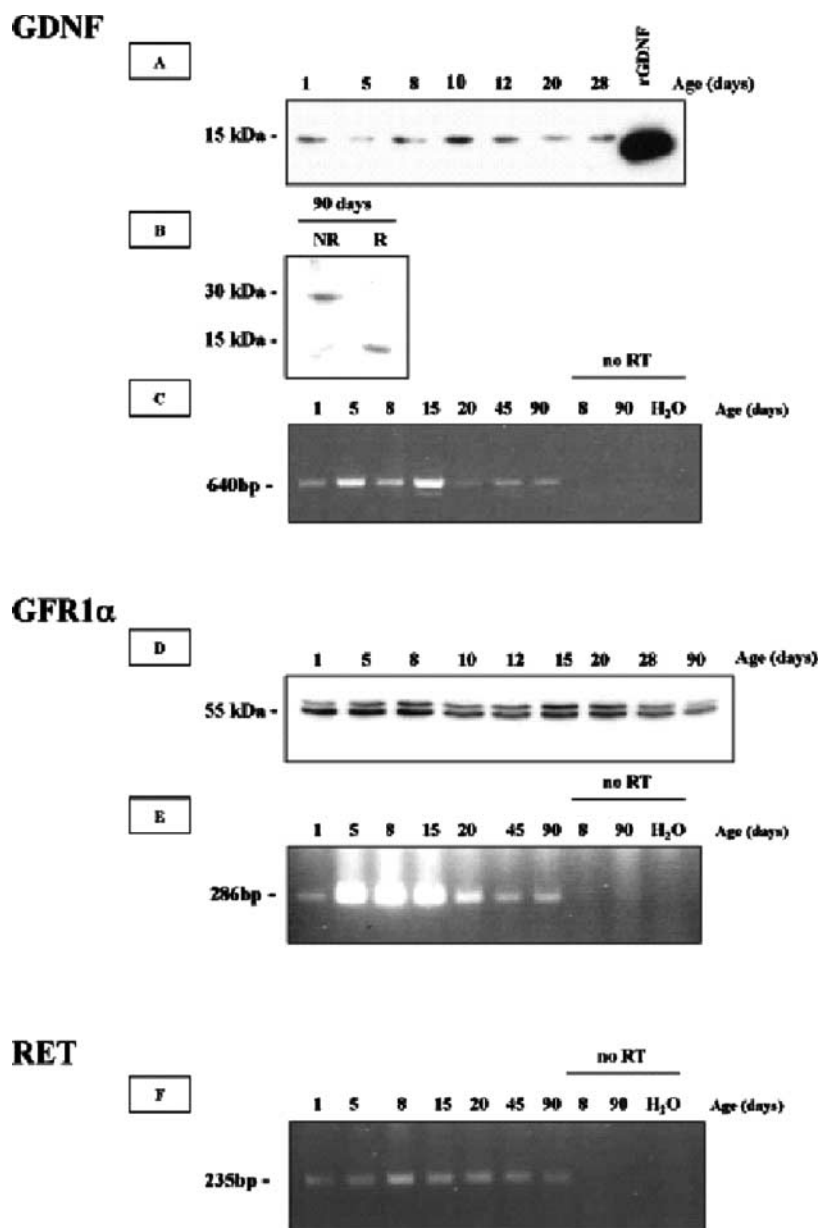 GDNF
A
1 5 8 10 12 20 28 rGDNF Age (days)
15 kDa -
90 days
B
NR R
30 kDa -
15 kDa -
no RT
C
1 5 8 15 20 45 90 8 90 H₂O Age (days)
640bp -
GFR1α
D
1 5 8 10 12 15 20 28 90 Age (days)
55 kDa -
no RT
E
1 5 8 15 20 45 90 8 90 H₂O Age (days)
286bp -
RET
no RT
F
1 5 8 15 20 45 90 8 90 H₂O Age (days)
235bp -